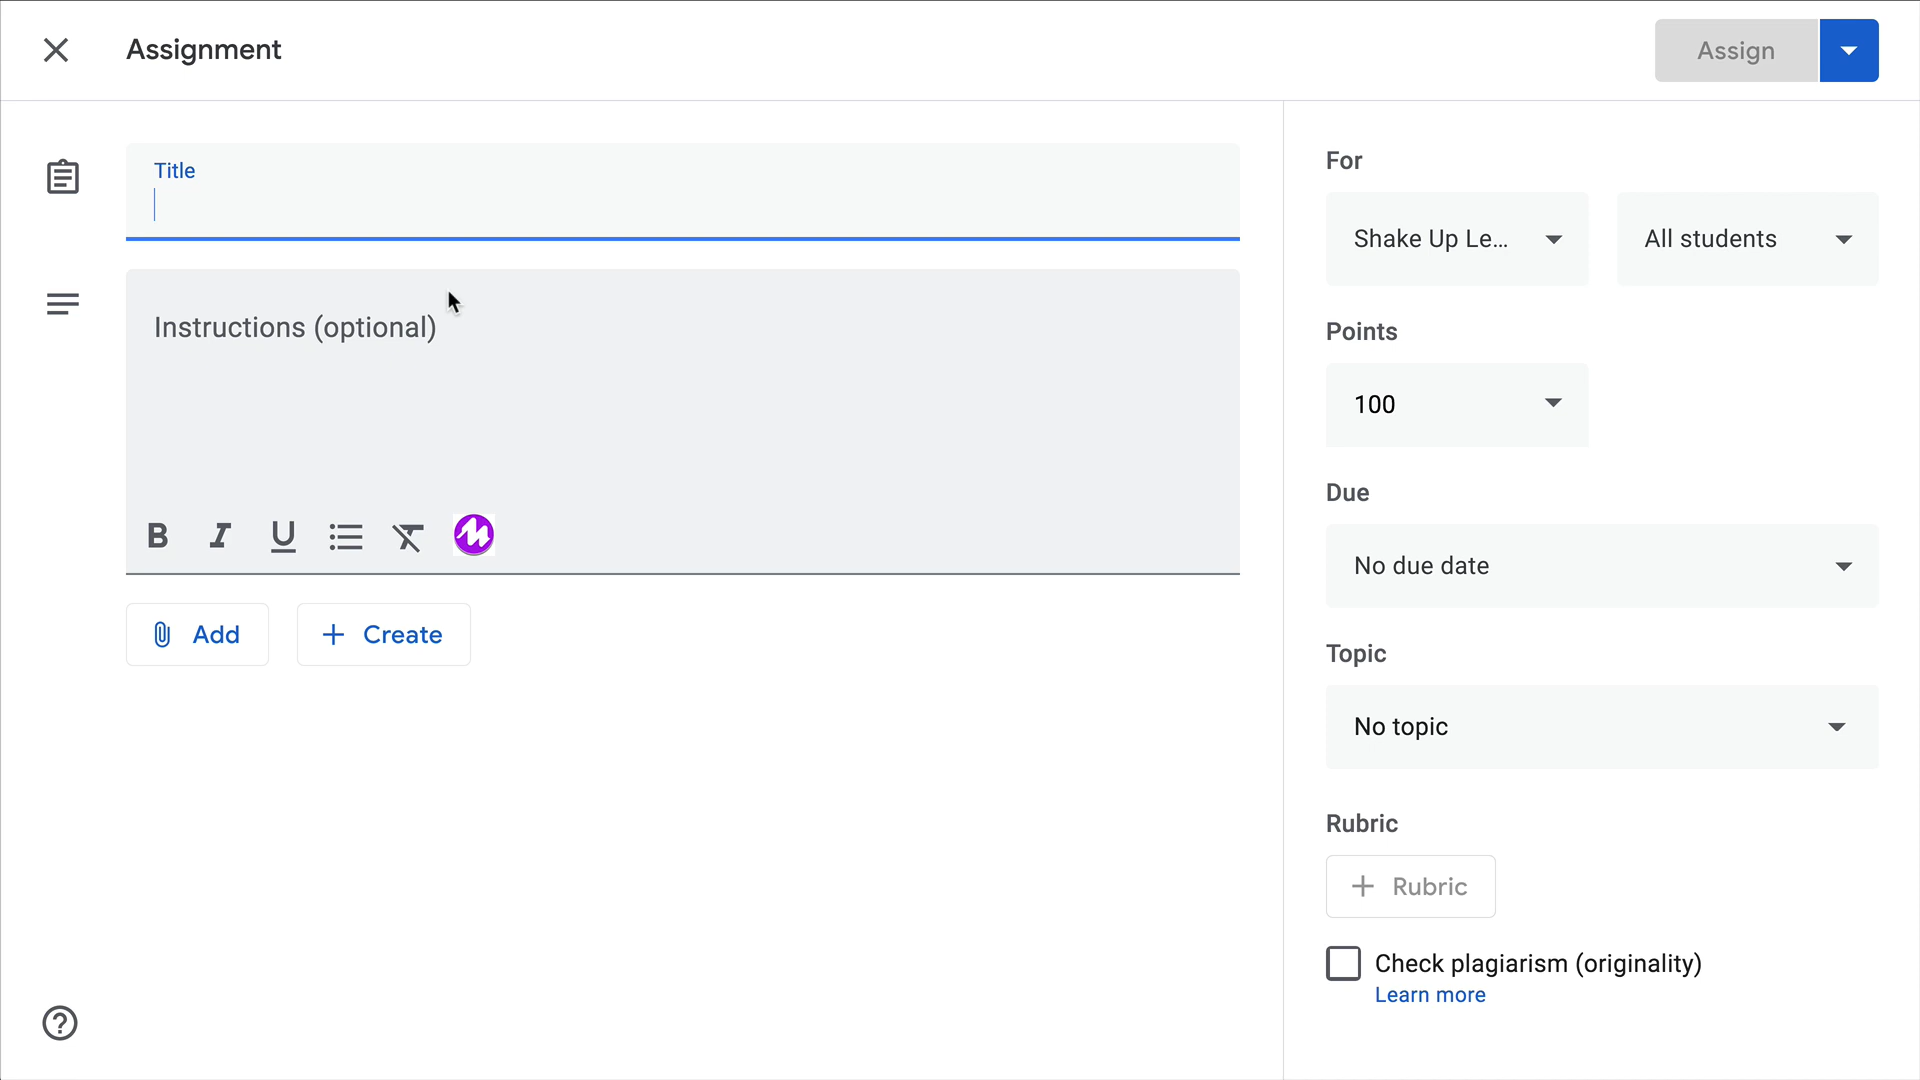 Assignment
Assign
Title
Instructions (optional)
B I U
Add
Create
For
Shake Up Le...
All students
Points
100
Due
No due date
Topic
No topic
Rubric
Rubric
Check plagiarism (originality)
Learn more